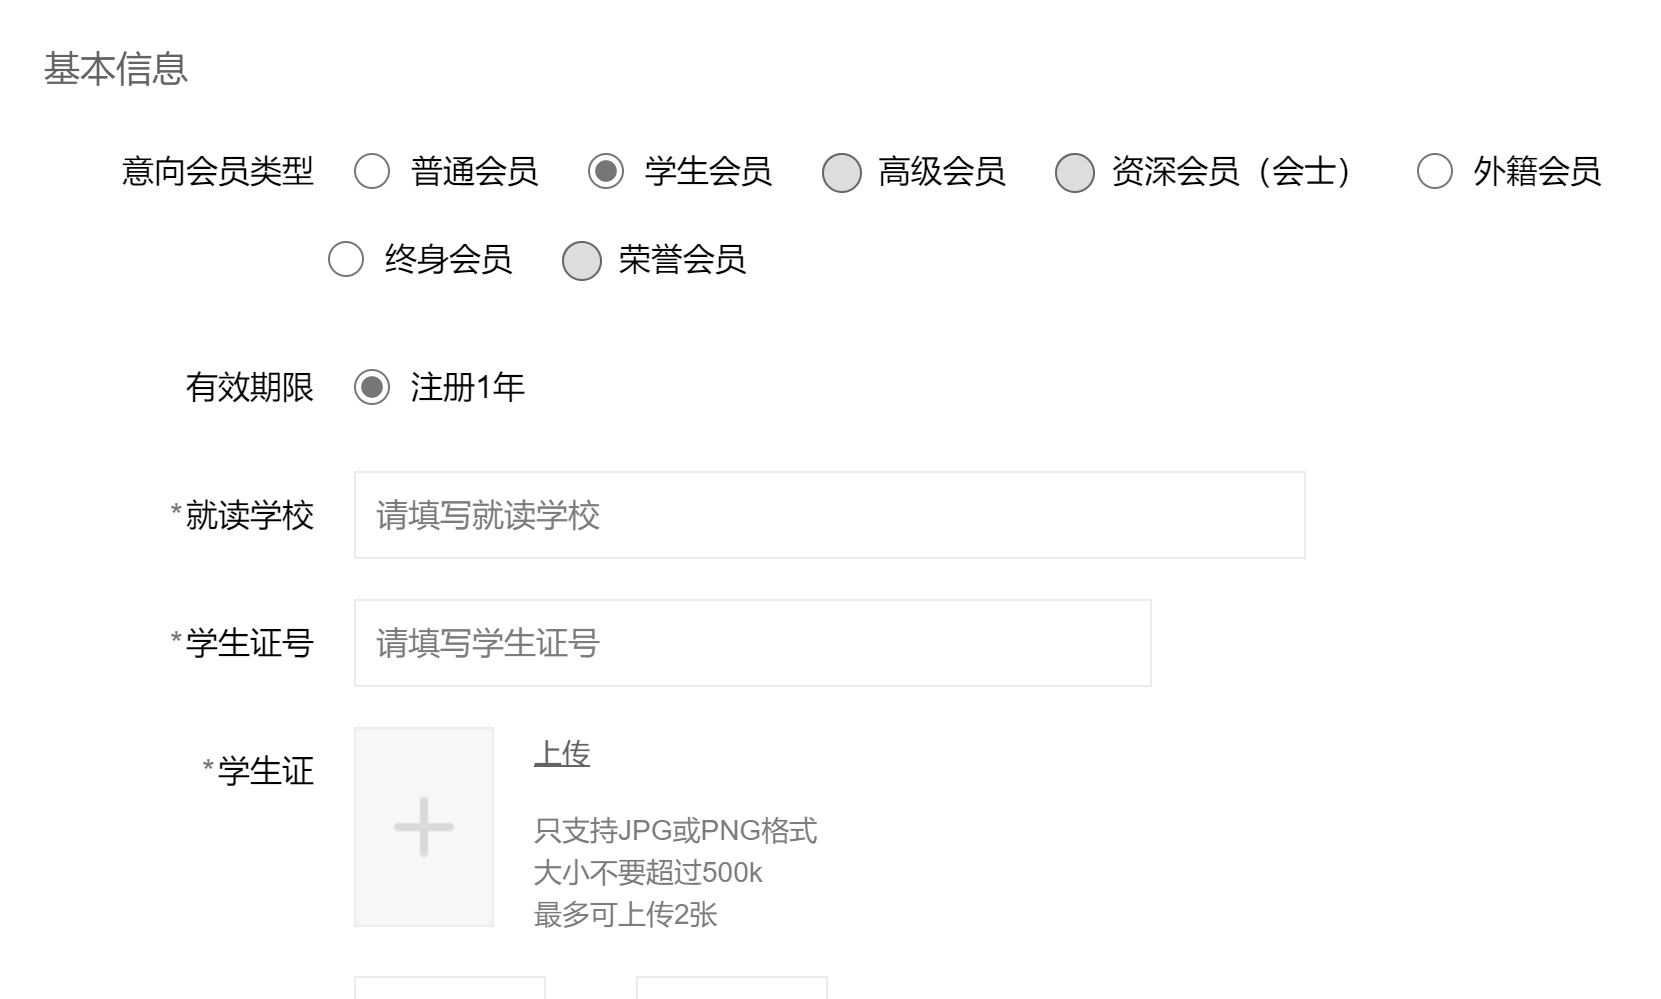 基本信息
意向会员类型 普通会员 学生会员 高级会员 资深会员（会士） 外籍会员
终身会员 荣誉会员
有效期限 注册1年
*就读学校 请填写就读学校
*学生证号 请填写学生证号
*学生证 上传
只支持JPG或PNG格式
大小不要超过500k
最多可上传2张